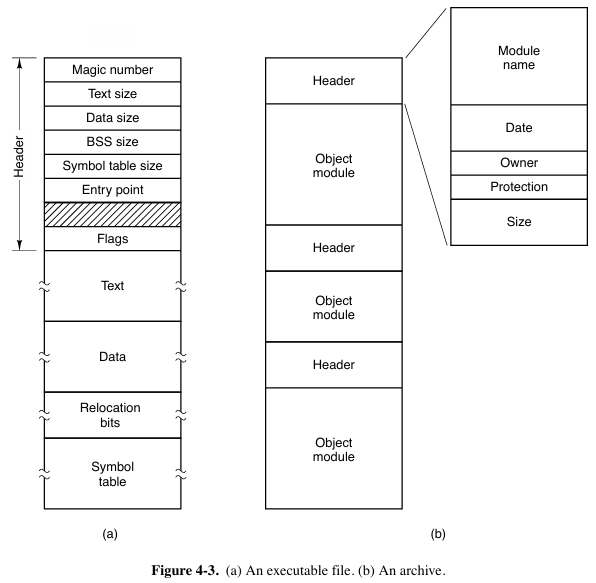 Header
Magic number
Text size
Data size
BSS size
Symbol table size
Entry point
Flags
Text
Data
Relocation
bits
Symbol
table
(a)
Header
Object
module
Header
Object
module
Header
Object
module
(b)
Module
name
Date
Owner
Protection
Size
Figure 4-3. (a) An executable file. (b) An archive.